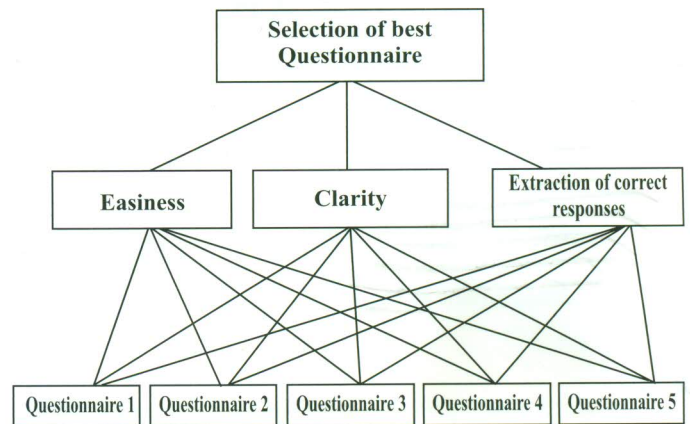 Selection of best
Questionnaire
Easiness
Clarity
Extraction of correct
responses
Questionnaire 1
Questionnaire 2
Questionnaire 3
Questionnaire 4
Questionnaire 5